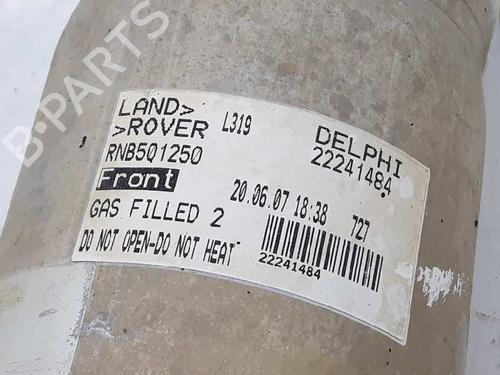 B-PARTS
LAND>
>ROVER L319 DELPHI
RNB501250 22241484
Front 20.06.07 18:38 727
GAS FILLED 2
DO NOT OPEN-DO NOT HEAT
22241484